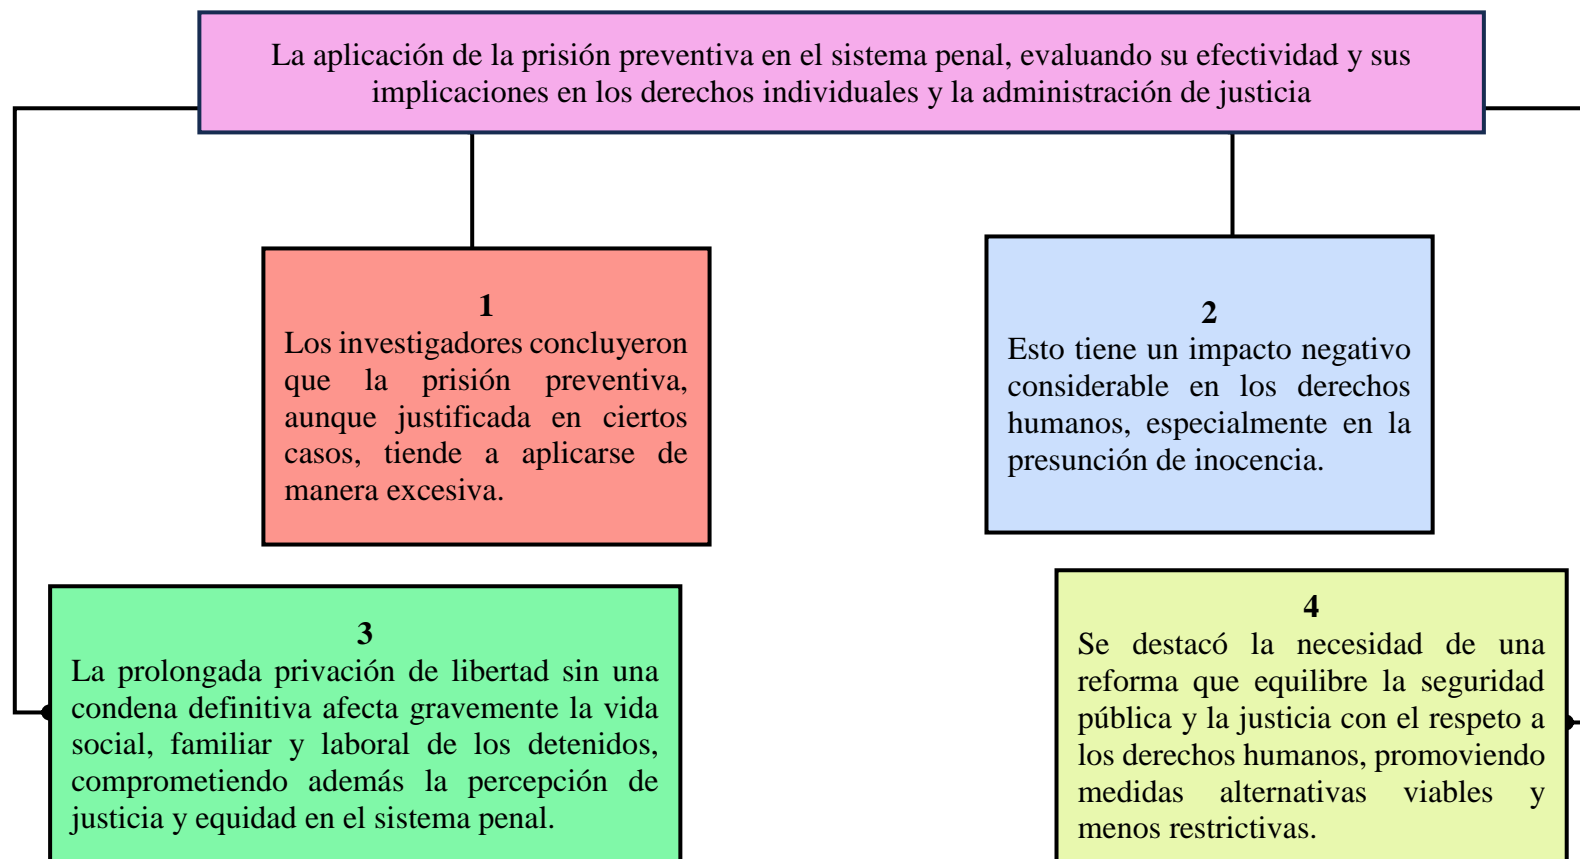 La aplicación de la prisión preventiva en el sistema penal, evaluando su efectividad y sus
implicaciones en los derechos individuales y la administración de justicia
1
Los investigadores concluyeron
que la prisión preventiva,
aunque justificada en ciertos
casos, tiende a aplicarse de
manera excesiva.
2
Esto tiene un impacto negativo
considerable en los derechos
humanos, especialmente en la
presunción de inocencia.
3
La prolongada privación de libertad sin una
condena definitiva afecta gravemente la vida
social, familiar y laboral de los detenidos,
comprometiendo además la percepción de
justicia y equidad en el sistema penal.
4
Se destacó la necesidad de una
reforma que equilibre la seguridad
pública y la justicia con el respeto a
los derechos humanos, promoviendo
medidas alternativas viables y
menos restrictivas.